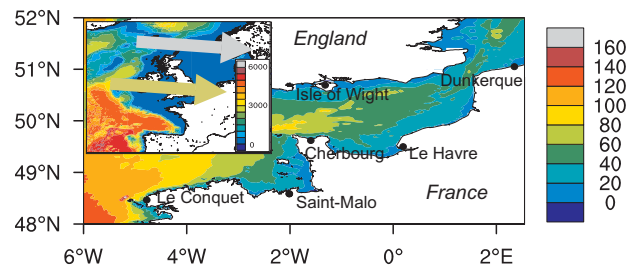 52°N
51°N
50°N
49°N
48°N
6°W
4°W
2°W
0°
2°E
6000
3000
0
England
Dunkerque
Isle of Wight
Cherbourg
Le Havre
Le Conquet
Saint-Malo
France
160
120
100
80
60
40
20
0